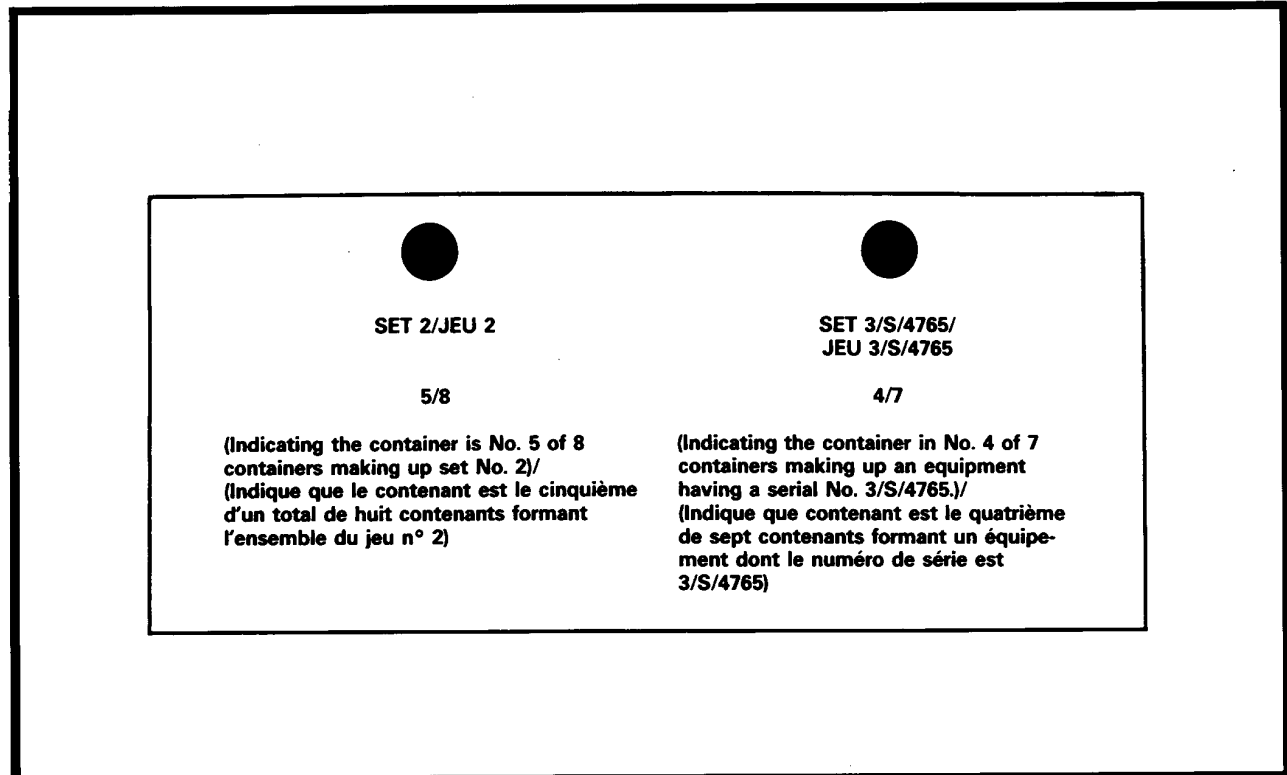 SET 2/JEU 2
5/8
(Indicating the container is No. 5 of 8
containers making up set No. 2)/
(Indique que le contenant est le cinquième
d'un total de huit contenants formant
l'ensemble du jeu n° 2)
SET 3/S/4765/
JEU 3/S/4765
4/7
(Indicating the container in No. 4 of 7
containers making up an equipment
having a serial No. 3/S/4765.)/
(Indique que contenant est le quatrième
de sept contenants formant un équipe-
ment dont le numéro de série est
3/S/4765)